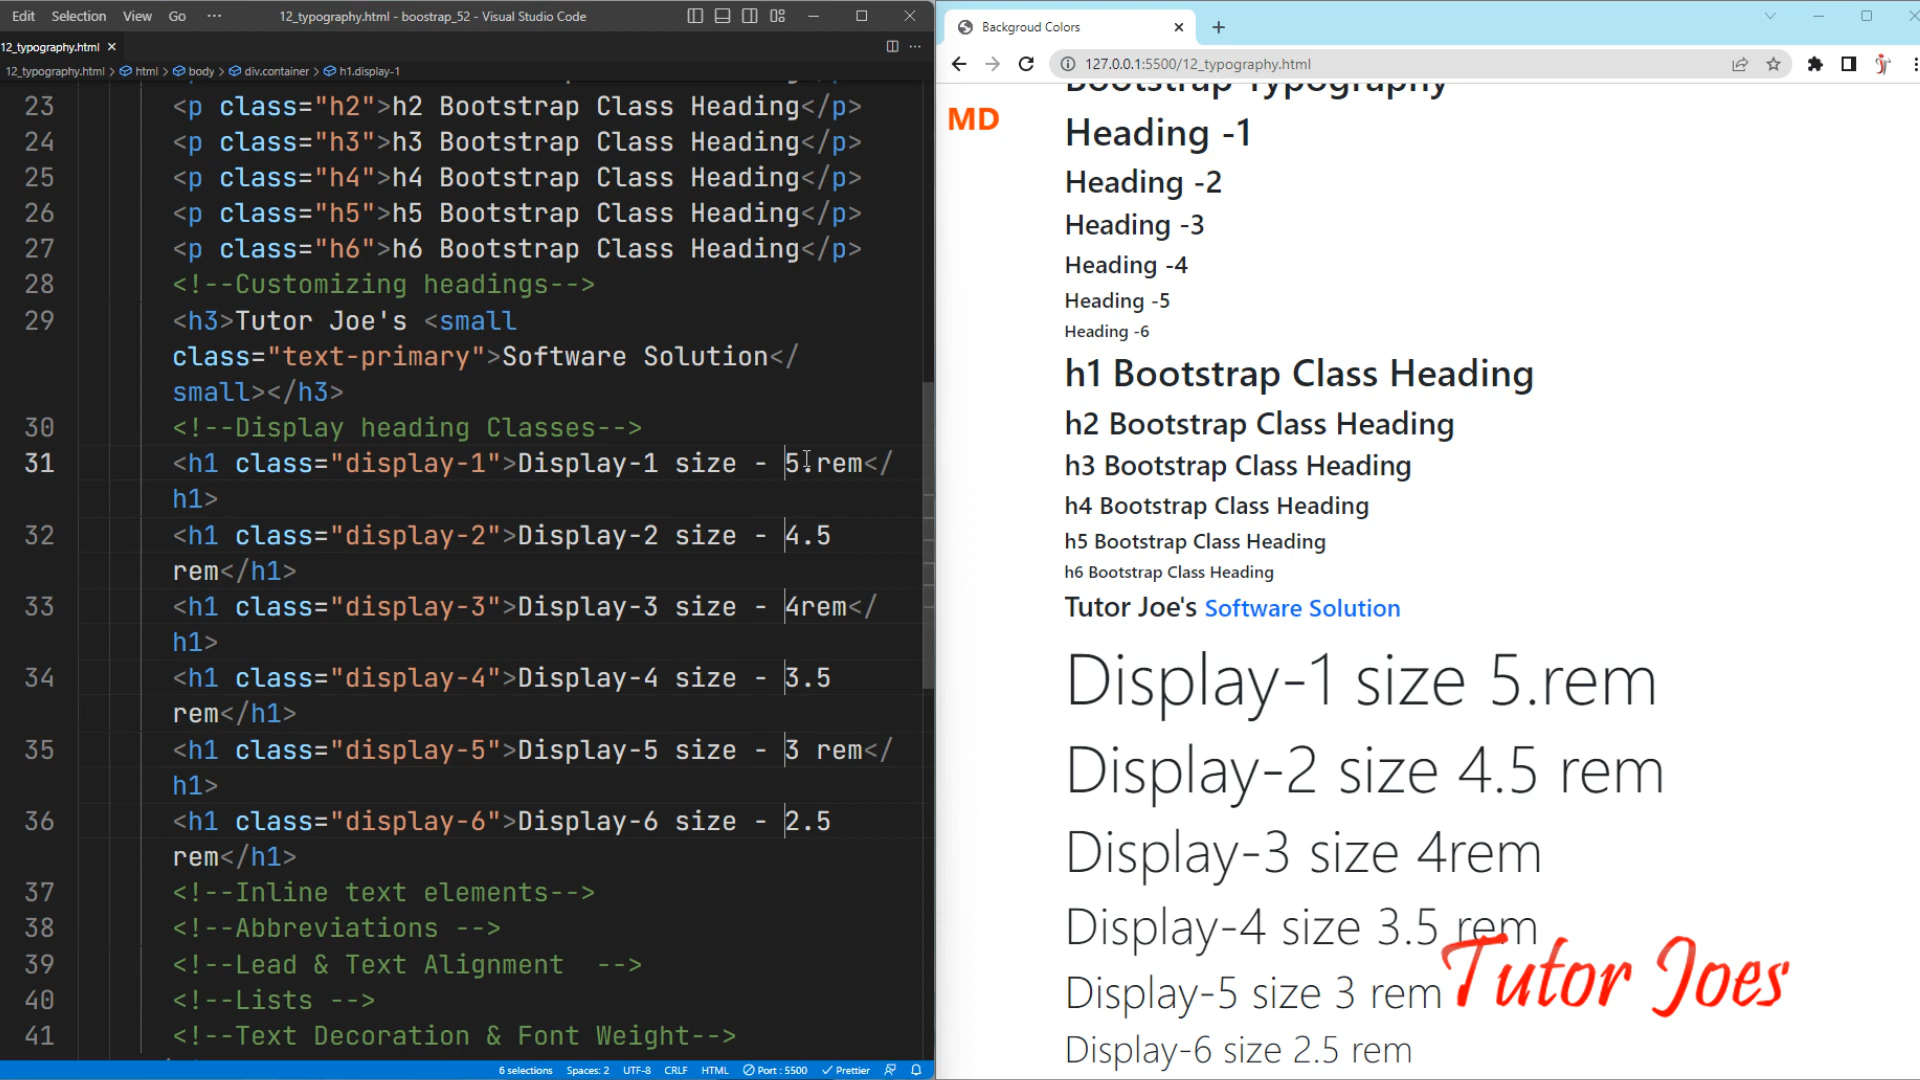 Edit Selection View Go ··· 12_typography.html - boostrap_52 - Visual Studio Code
12_typography.html
12_typography.html > html > body > div.container > h1.display-1
23 <p class="h2">h2 Bootstrap Class Heading</p>
24 <p class="h3">h3 Bootstrap Class Heading</p>
25 <p class="h4">h4 Bootstrap Class Heading</p>
26 <p class="h5">h5 Bootstrap Class Heading</p>
27 <p class="h6">h6 Bootstrap Class Heading</p>
28 <!--Customizing headings-->
29 <h3>Tutor Joe's <small
class="text-primary">Software Solution</
small></h3>
30 <!--Display heading Classes-->
31 <h1 class="display-1">Display-1 size - 5.rem</
h1>
32 <h1 class="display-2">Display-2 size - 4.5
rem</h1>
33 <h1 class="display-3">Display-3 size - 4rem</
h1>
34 <h1 class="display-4">Display-4 size - 3.5
rem</h1>
35 <h1 class="display-5">Display-5 size - 3 rem</
h1>
36 <h1 class="display-6">Display-6 size - 2.5
rem</h1>
37 <!--Inline text elements-->
38 <!--Abbreviations -->
39 <!--Lead & Text Alignment  -->
40 <!--Lists -->
41 <!--Text Decoration & Font Weight-->
6 selections Spaces: 2 UTF-8 CRLF HTML Port : 5500 Prettier
Backgroud Colors
127.0.0.1:5500/12_typography.html
Bootstrap Typography
MD
Heading -1
Heading -2
Heading -3
Heading -4
Heading -5
Heading -6
h1 Bootstrap Class Heading
h2 Bootstrap Class Heading
h3 Bootstrap Class Heading
h4 Bootstrap Class Heading
h5 Bootstrap Class Heading
h6 Bootstrap Class Heading
Tutor Joe's Software Solution
Display-1 size 5.rem
Display-2 size 4.5 rem
Display-3 size 4rem
Display-4 size 3.5 rem
Display-5 size 3 rem
Display-6 size 2.5 rem
Tutor Joes